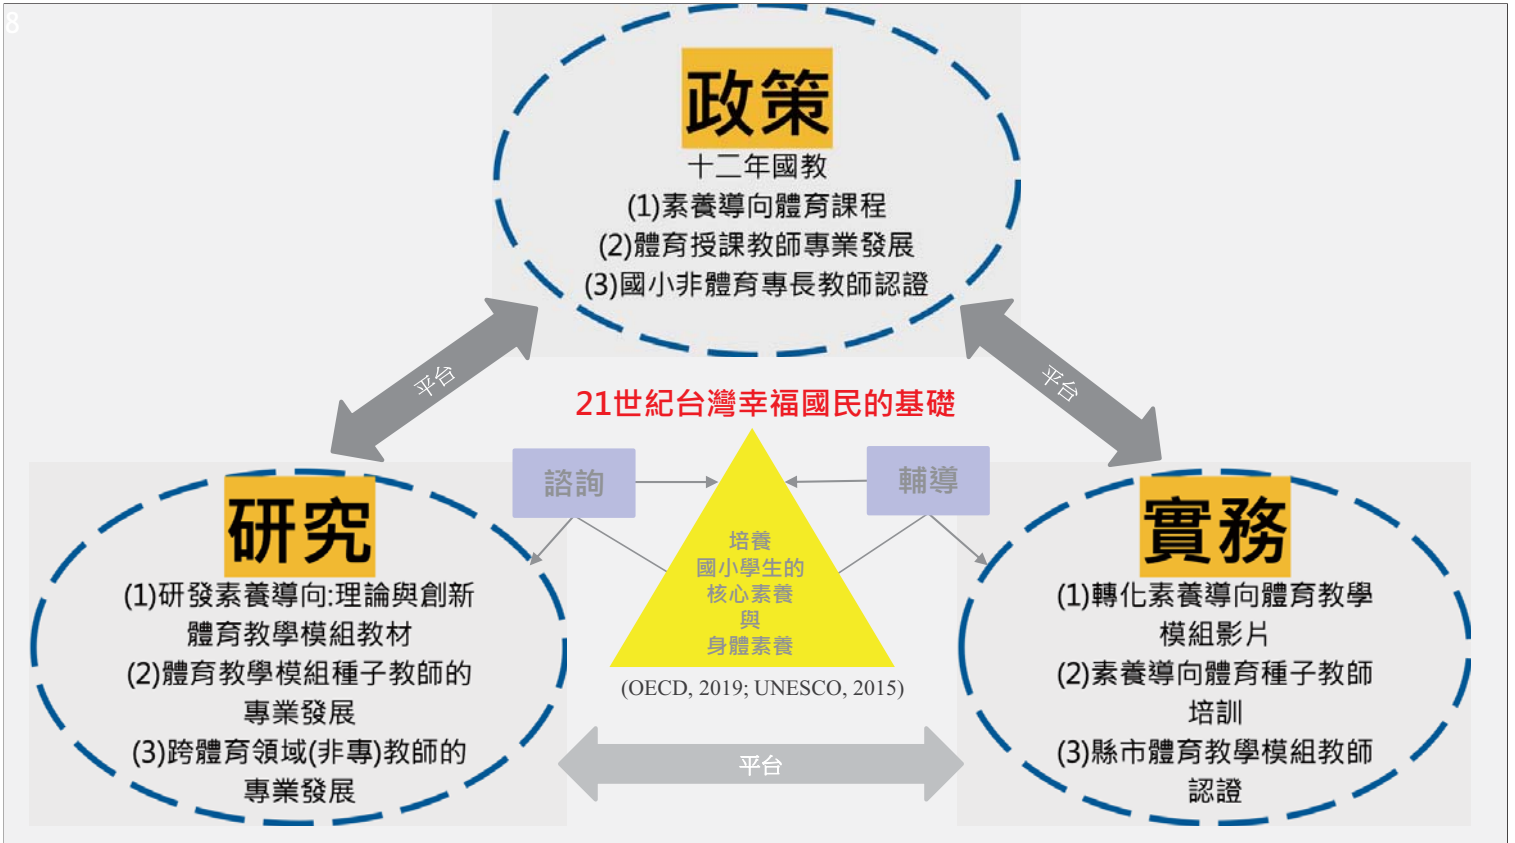 8
政策
十二年國教
(1)素養導向體育課程
(2)體育授課教師專業發展
(3)國小非體育專長教師認證
平台
平台
21世紀台灣幸福國民的基礎
諮詢
輔導
培養
國小學生的
核心素養
與
身體素養
(OECD, 2019; UNESCO, 2015)
研究
(1)研發素養導向:理論與創新
體育教學模組教材
(2)體育教學模組種子教師的
專業發展
(3)跨體育領域(非專)教師的
專業發展
平台
實務
(1)轉化素養導向體育教學
模組影片
(2)素養導向體育種子教師
培訓
(3)縣市體育教學模組教師
認證